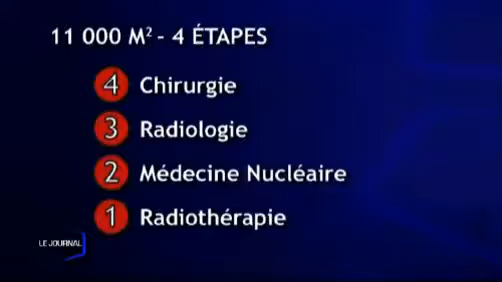 11 000 M² - 4 ÉTAPES
4 Chirurgie
3 Radiologie
2 Médecine Nucléaire
1 Radiothérapie
LE JOURNAL